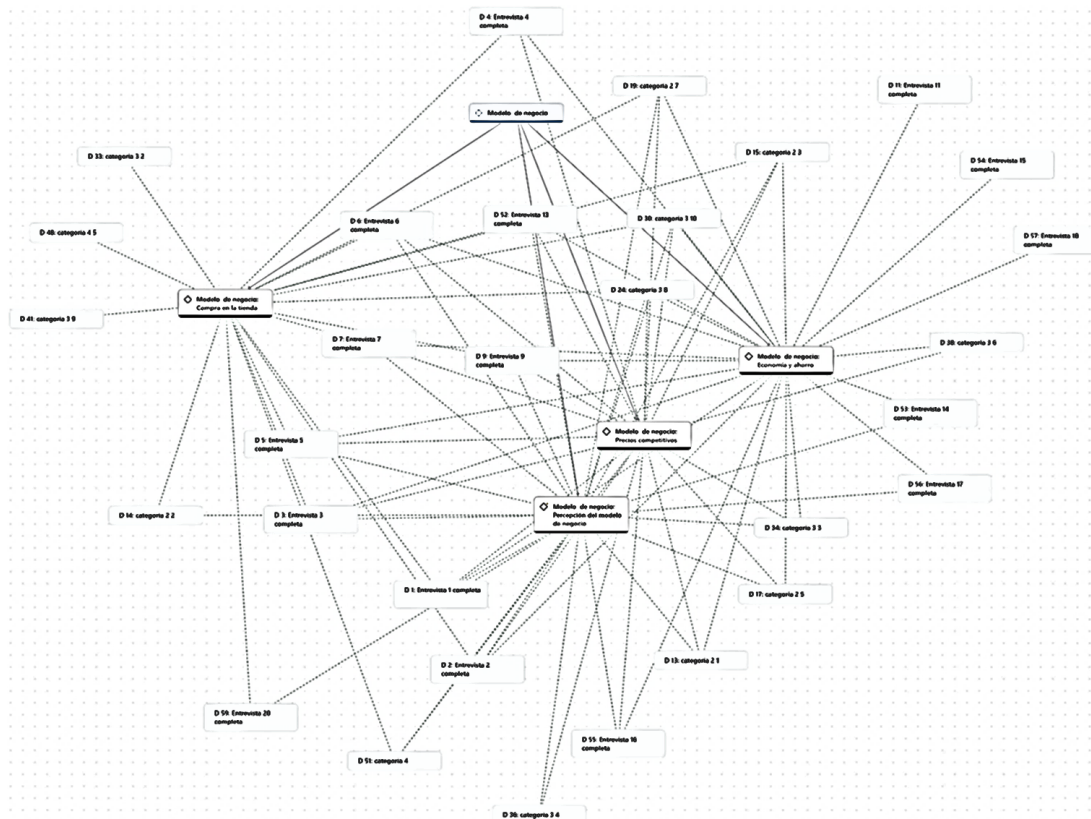 D 4: Entrevista 4
completa
D 19: categoria 2 7
D 11: Entrevista 11
completa
Modelo de negocio
D 33: categoria 3 2
D 15: categoria 2 3
D 54: Entrevista 15
completa
D 48: categoria 4 5
D 6: Entrevista 6
completa
D 52: Entrevista 13
completa
D 30: categoria 3 10
D 57: Entrevista 18
completa
Modelo de negocio:
Compra en la tienda
D 24: categoria 3 8
D 41: categoria 3 9
D 7: Entrevista 7
completa
D 9: Entrevista 9
completa
Modelo de negocio:
Economia y ahorro
D 38: categoria 3 6
D 53: Entrevista 14
completa
Modelo de negocio:
Precios competitivos
D 5: Entrevista 5
completa
D 56: Entrevista 17
completa
D 14: categoria 2 2
D 3: Entrevista 3
completa
Modelo de negocio:
Percepción del modelo
de negocio
D 34: categoria 3 3
D 1: Entrevista 1 completa
D 17: categoria 2 5
D 2: Entrevista 2
completa
D 13: categoria 2 1
D 59: Entrevista 20
completa
D 55: Entrevista 16
completa
D 51: categoria 4
D 36: categoria 3 4